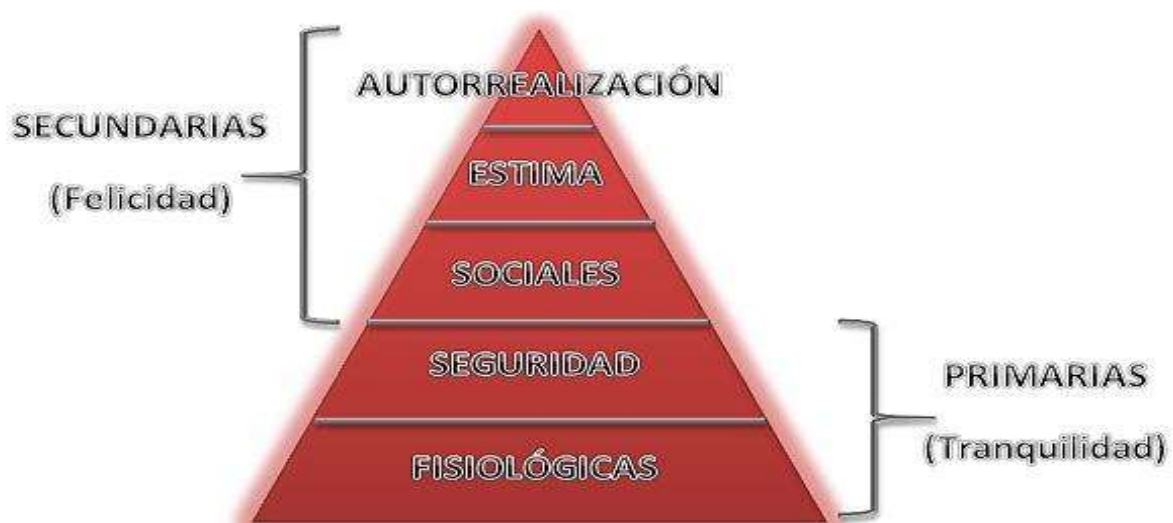 AUTORREALIZACIÓN
SECUNDARIAS
(Felicidad)
ESTIMA
SOCIALES
SEGURIDAD
PRIMARIAS
(Tranquilidad)
FISIOLÓGICAS